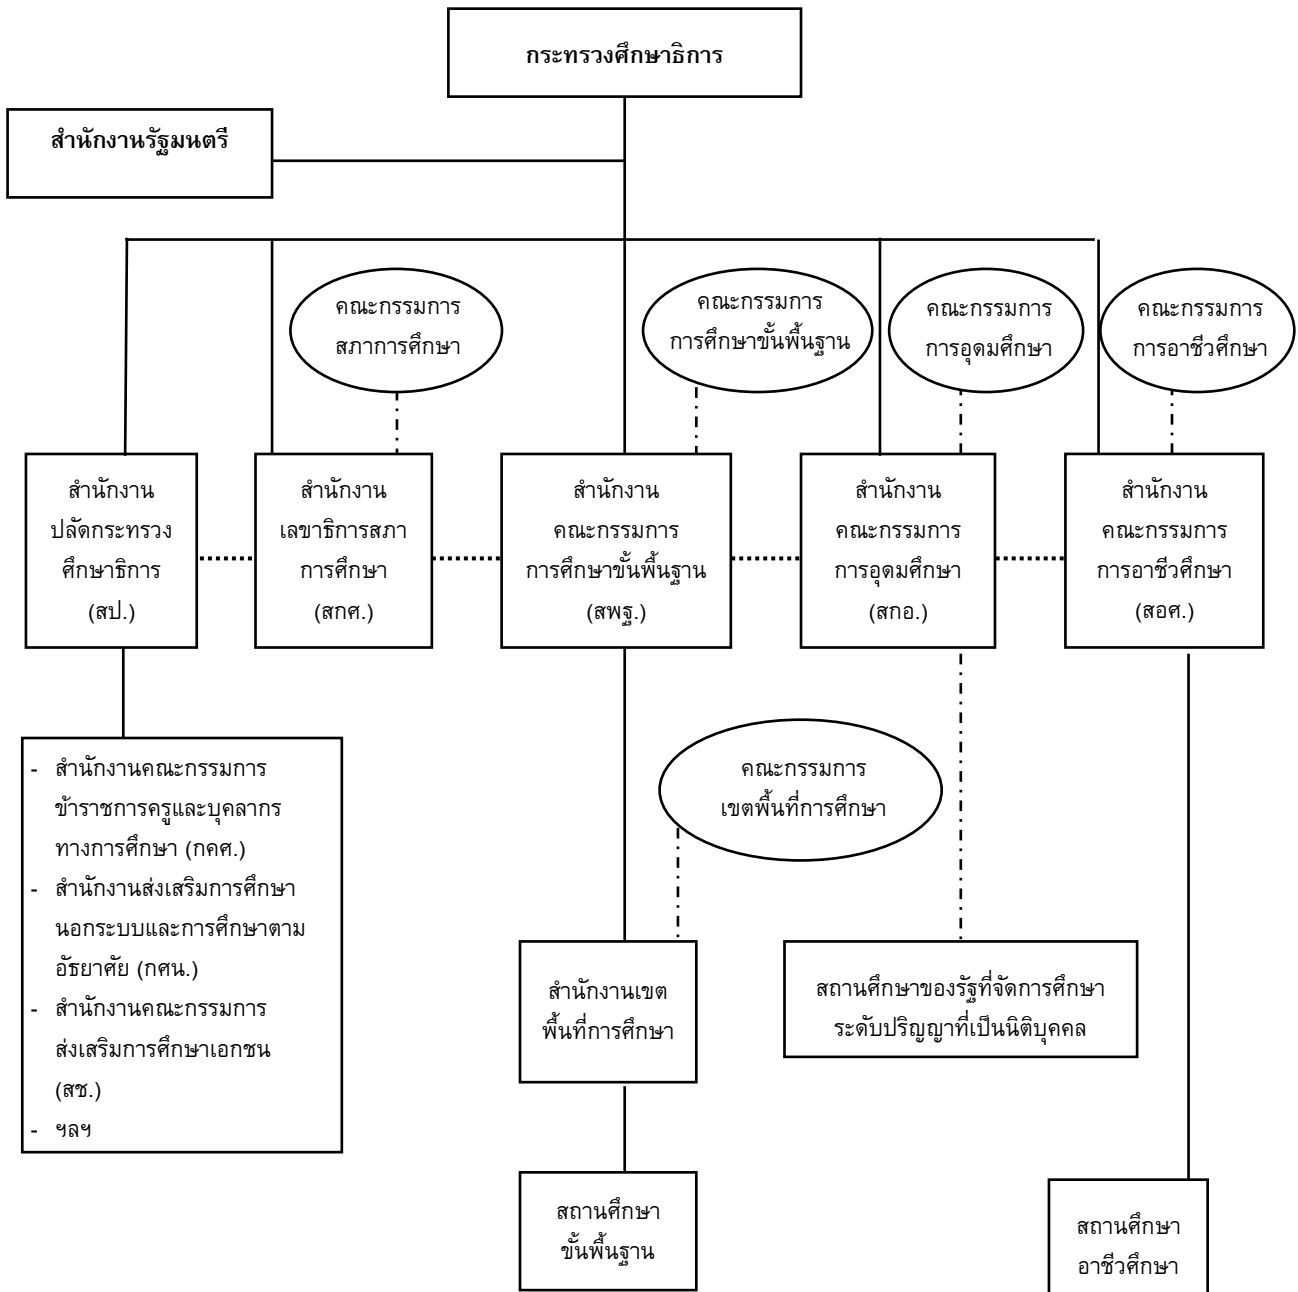 กระทรวงศึกษาธิการ
สำนักงานรัฐมนตรี
คณะกรรมการ
สภาการศึกษา
คณะกรรมการ
การศึกษาขั้นพื้นฐาน
คณะกรรมการ
การอุดมศึกษา
คณะกรรมการ
การอาชีวศึกษา
สำนักงาน
ปลัดกระทรวง
ศึกษาธิการ
(สป.)
สำนักงาน
เลขาธิการสภา
การศึกษา
(สกศ.)
สำนักงาน
คณะกรรมการ
การศึกษาขั้นพื้นฐาน
(สพฐ.)
สำนักงาน
คณะกรรมการ
การอุดมศึกษา
(สกอ.)
สำนักงาน
คณะกรรมการ
การอาชีวศึกษา
(สอศ.)
- สำนักงานคณะกรรมการ
ข้าราชการครูและบุคลากร
ทางการศึกษา (กคศ.)
- สำนักงานส่งเสริมการศึกษา
นอกระบบและการศึกษาตาม
อัธยาศัย (กศน.)
- สำนักงานคณะกรรมการ
ส่งเสริมการศึกษาเอกชน
(สช.)
- ฯลฯ
คณะกรรมการ
เขตพื้นที่การศึกษา
สำนักงานเขต
พื้นที่การศึกษา
สถานศึกษาของรัฐที่จัดการศึกษา
ระดับปริญญาที่เป็นนิติบุคคล
สถานศึกษา
ขั้นพื้นฐาน
สถานศึกษา
อาชีวศึกษา